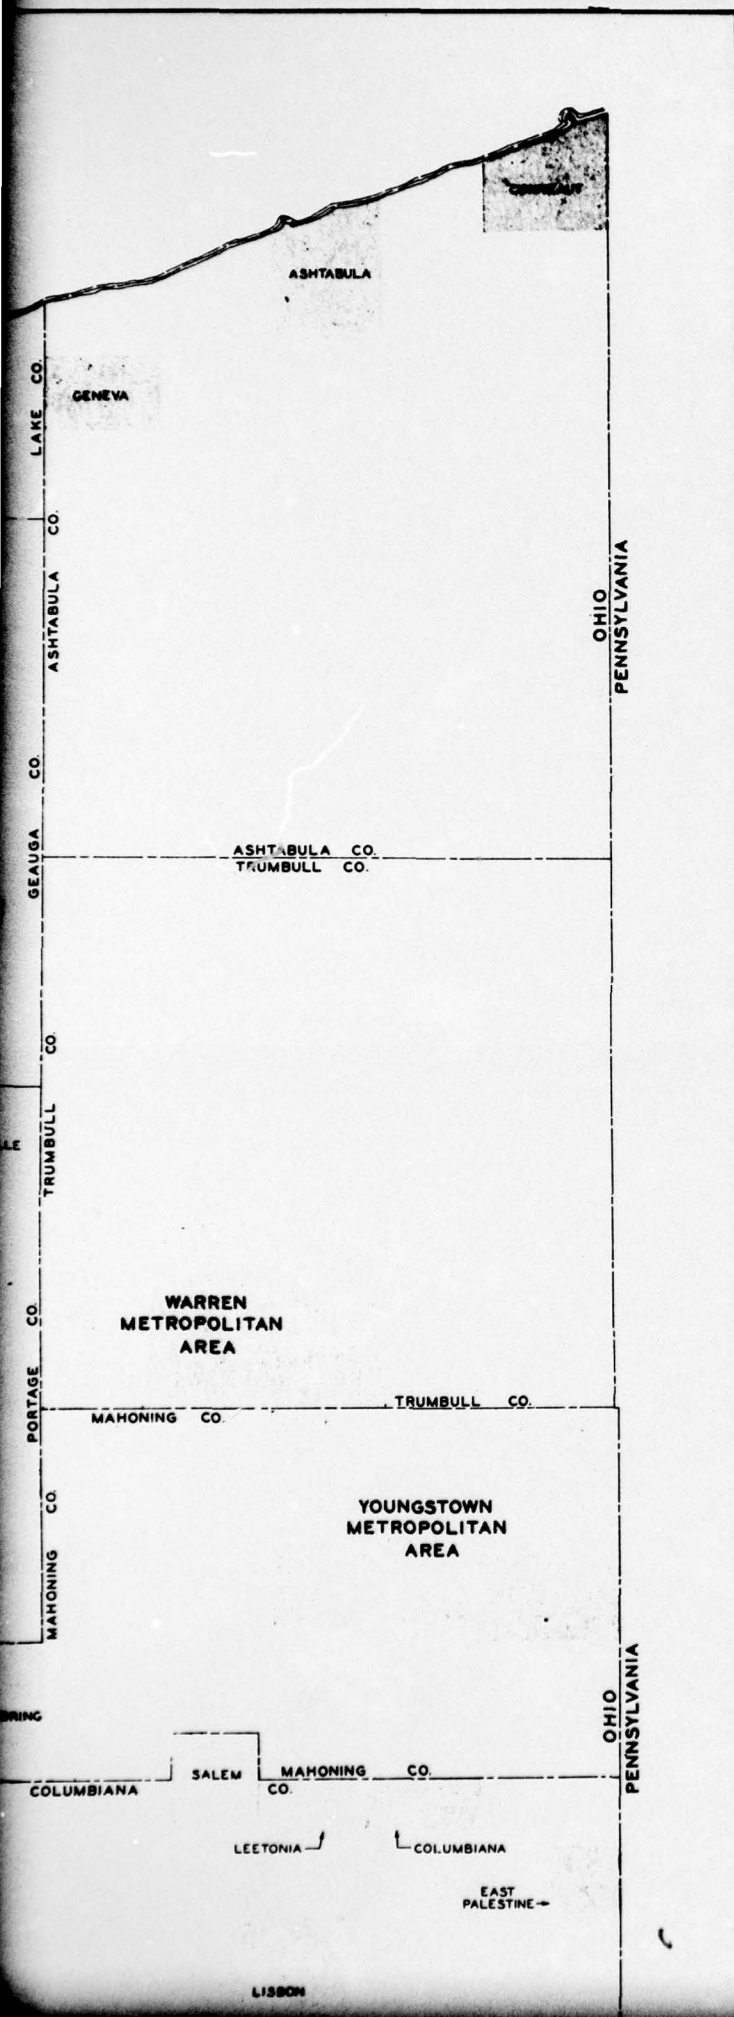 CONNEAUT
ASHTABULA
GENEVA
LAKE CO.
ASHTABULA CO.
OHIO
PENNSYLVANIA
GEAUGA CO.
ASHTABULA CO.
TRUMBULL CO.
TRUMBULL CO.
LE
WARREN
METROPOLITAN
AREA
PORTAGE CO.
MAHONING CO.
TRUMBULL CO.
MAHONING CO.
YOUNGSTOWN
METROPOLITAN
AREA
OHIO
PENNSYLVANIA
BRING
SALEM
MAHONING CO.
COLUMBIANA CO.
LEETONIA
COLUMBIANA
EAST
PALESTINE
LISBON